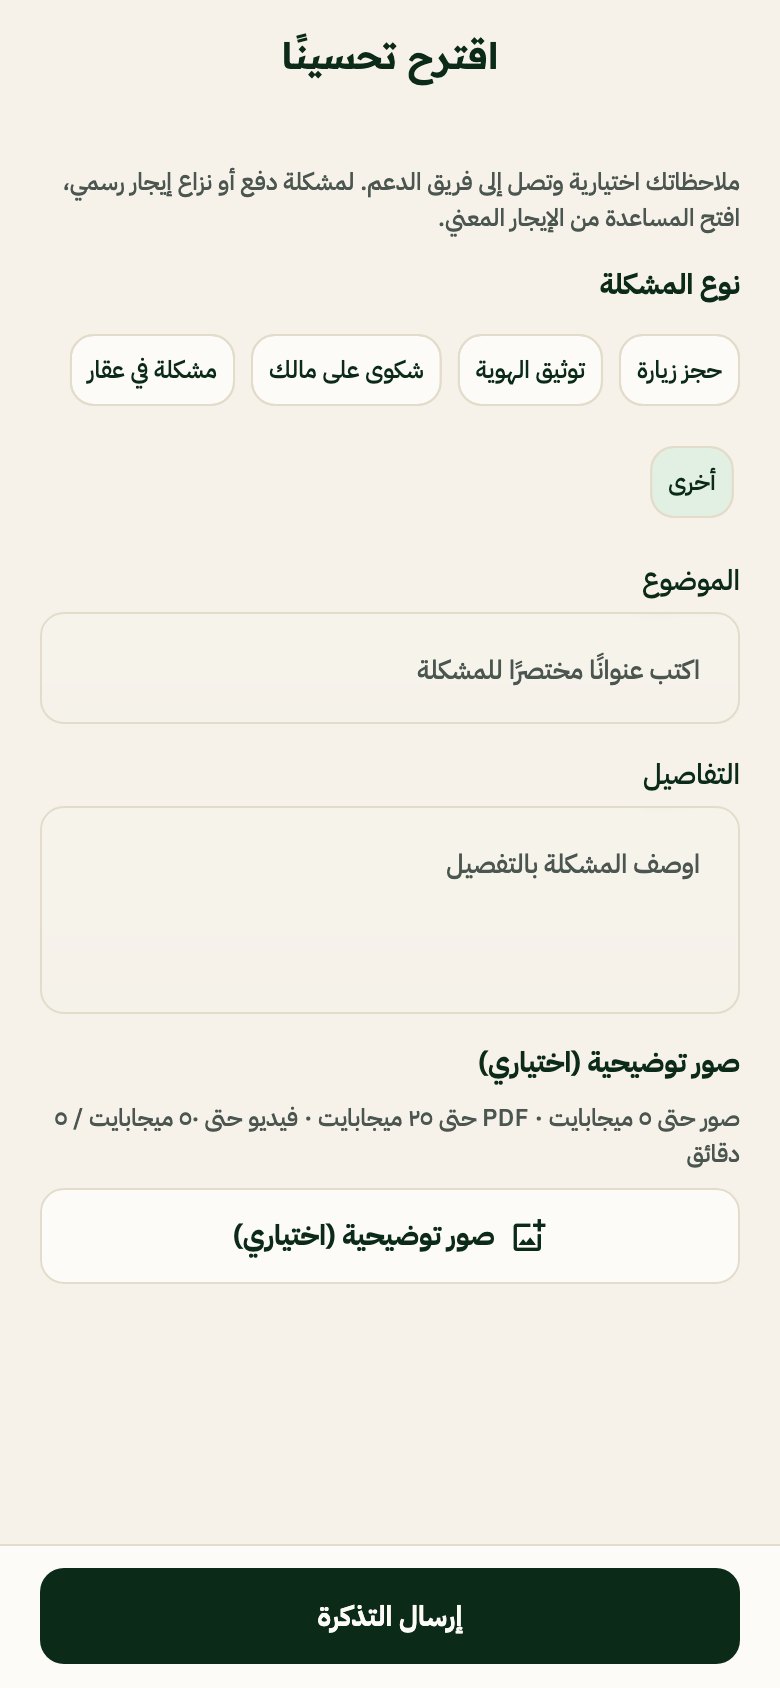 اقترح تحسينًا
ملاحظاتك اختيارية وتصل إلى فريق الدعم. لمشكلة دفع أو نزاع إيجار رسمي،
افتح المساعدة من الإيجار المعني.
نوع المشكلة
حجز زيارة
توثيق الهوية
شكوى على مالك
مشكلة في عقار
أخرى
الموضوع
اكتب عنوانًا مختصرًا للمشكلة
التفاصيل
اوصف المشكلة بالتفصيل
صور توضيحية (اختياري)
صور حتى ٥ ميجابايت · PDF حتى ٢٥ ميجابايت · فيديو حتى ٥٠ ميجابايت / ٥
دقائق
صور توضيحية (اختياري)
إرسال التذكرة